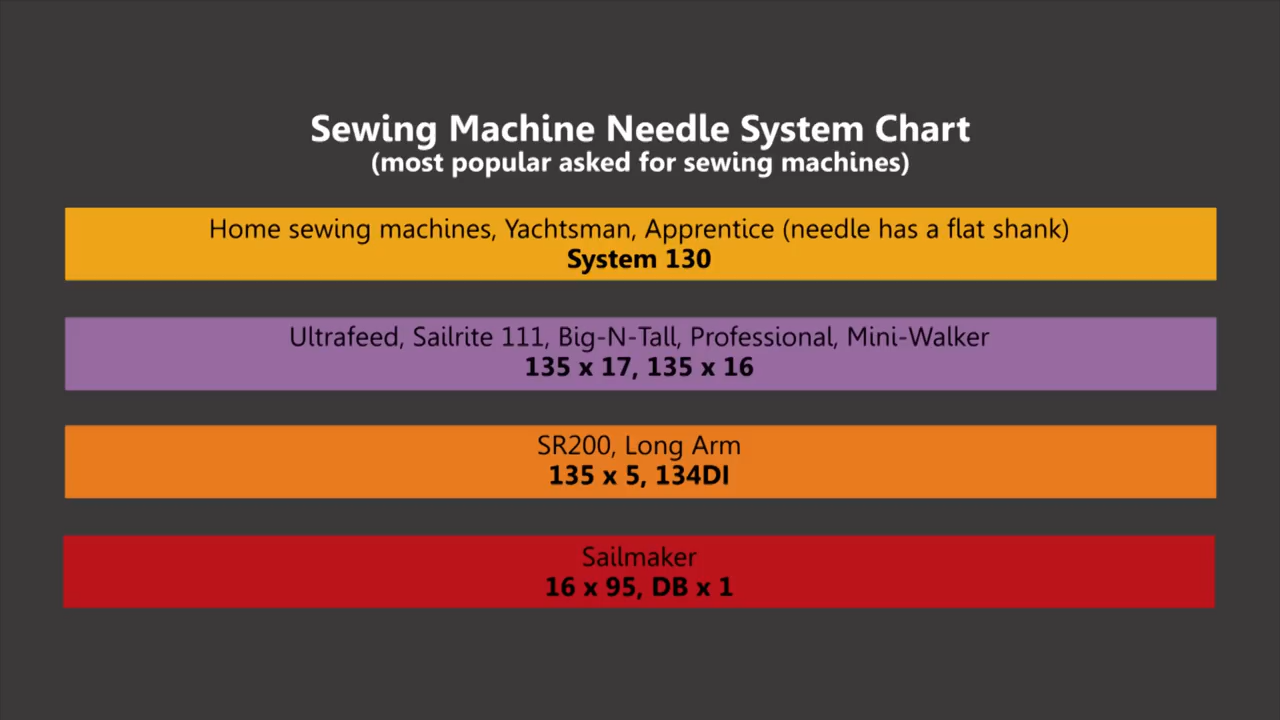 Sewing Machine Needle System Chart
(most popular asked for sewing machines)
Home sewing machines, Yachtsman, Apprentice (needle has a flat shank)
System 130
Ultrafeed, Sailrite 111, Big-N-Tall, Professional, Mini-Walker
135 x 17, 135 x 16
SR200, Long Arm
135 x 5, 134DI
Sailmaker
16 x 95, DB x 1